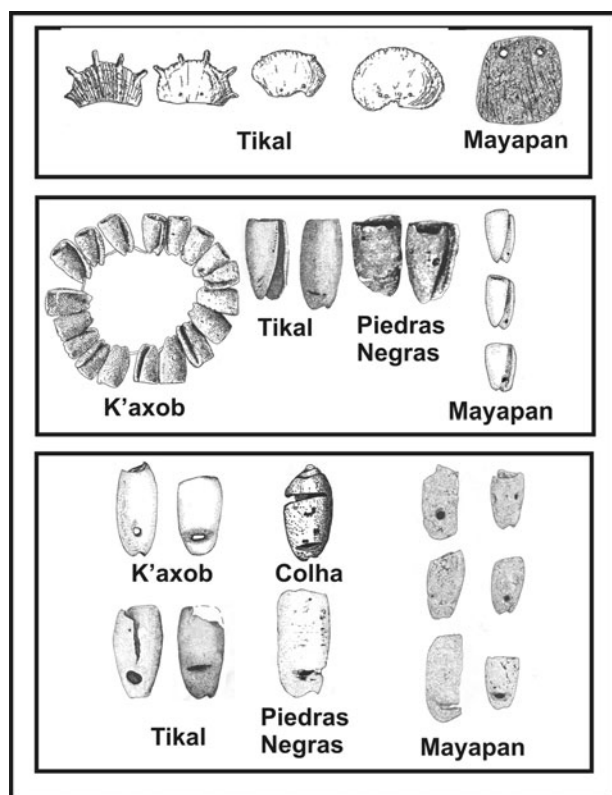 Tikal
Mayapan
K'axob
Tikal
Piedras
Negras
Mayapan
K'axob
Colha
Tikal
Piedras
Negras
Mayapan